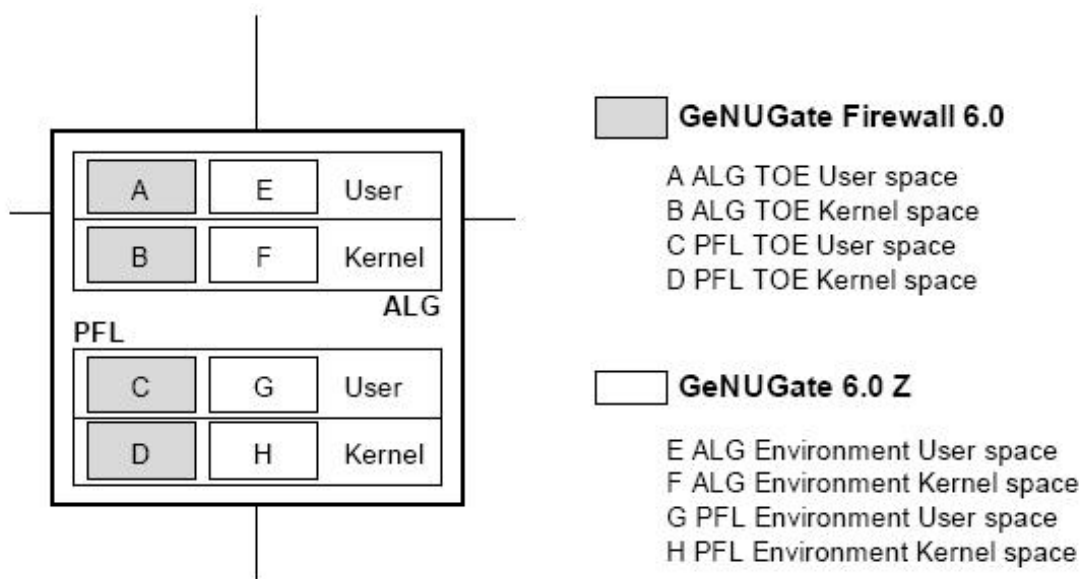 A E User
B F Kernel
ALG
PFL
C G User
D H Kernel
GeNUGate Firewall 6.0
A ALG TOE User space
B ALG TOE Kernel space
C PFL TOE User space
D PFL TOE Kernel space
GeNUGate 6.0 Z
E ALG Environment User space
F ALG Environment Kernel space
G PFL Environment User space
H PFL Environment Kernel space